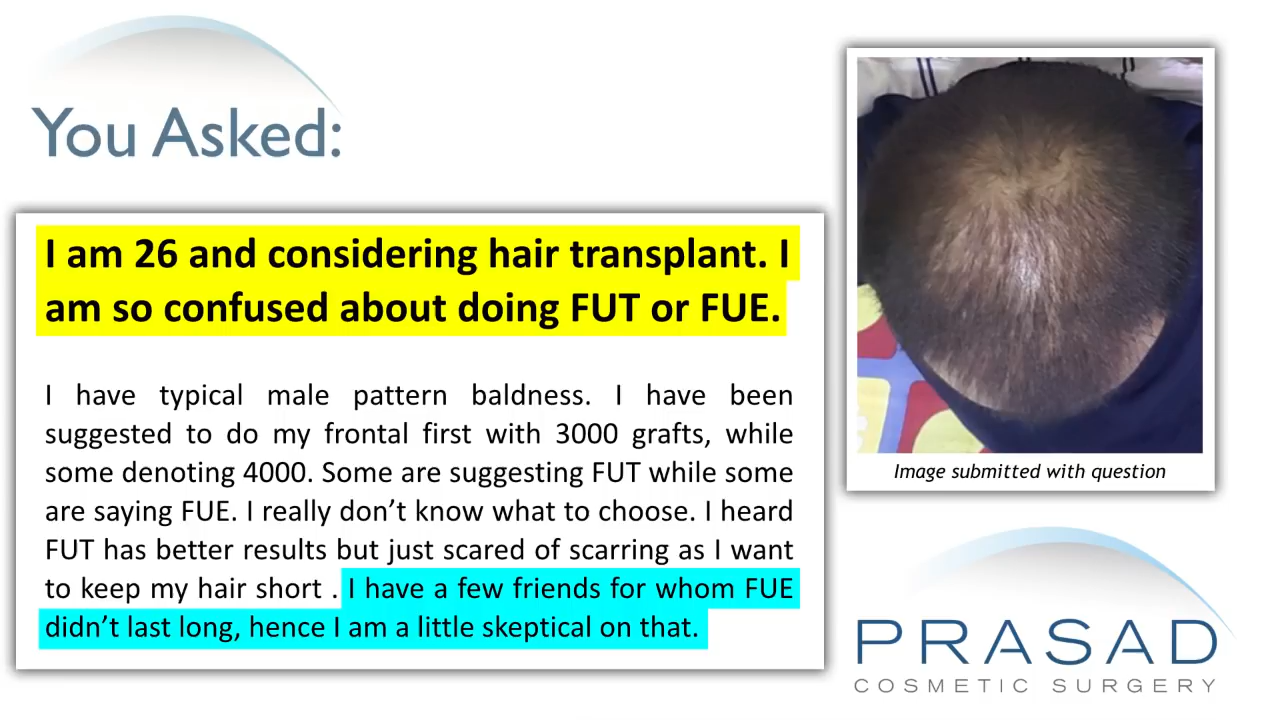 You Asked:
I am 26 and considering hair transplant. I
am so confused about doing FUT or FUE.
I have typical male pattern baldness. I have been
suggested to do my frontal first with 3000 grafts, while
some denoting 4000. Some are suggesting FUT while some
are saying FUE. I really don’t know what to choose. I heard
FUT has better results but just scared of scarring as I want
to keep my hair short . I have a few friends for whom FUE
didn’t last long, hence I am a little skeptical on that.
Image submitted with question
PRASAD
COSMETIC SURGERY